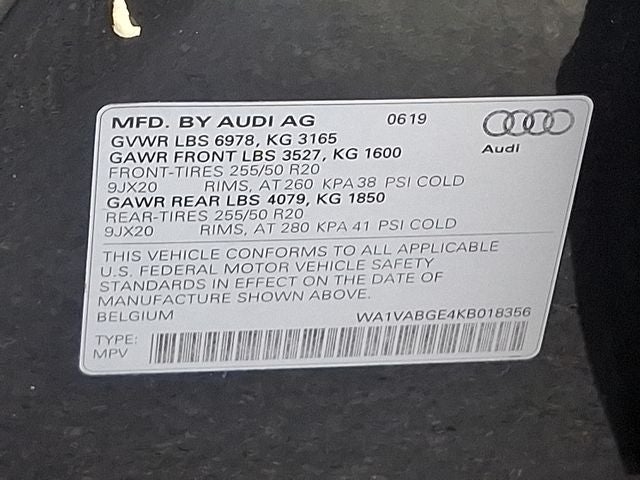 MFD. BY AUDI AG 0619
Audi
GVWR LBS 6978, KG 3165
GAWR FRONT LBS 3527, KG 1600
FRONT-TIRES 255/50 R20
9JX20 RIMS, AT 260 KPA 38 PSI COLD
GAWR REAR LBS 4079, KG 1850
REAR-TIRES 255/50 R20
9JX20 RIMS, AT 280 KPA 41 PSI COLD
THIS VEHICLE CONFORMS TO ALL APPLICABLE
U.S. FEDERAL MOTOR VEHICLE SAFETY
STANDARDS IN EFFECT ON THE DATE OF
MANUFACTURE SHOWN ABOVE.
BELGIUM WA1VABGE4KB018356
TYPE:
MPV